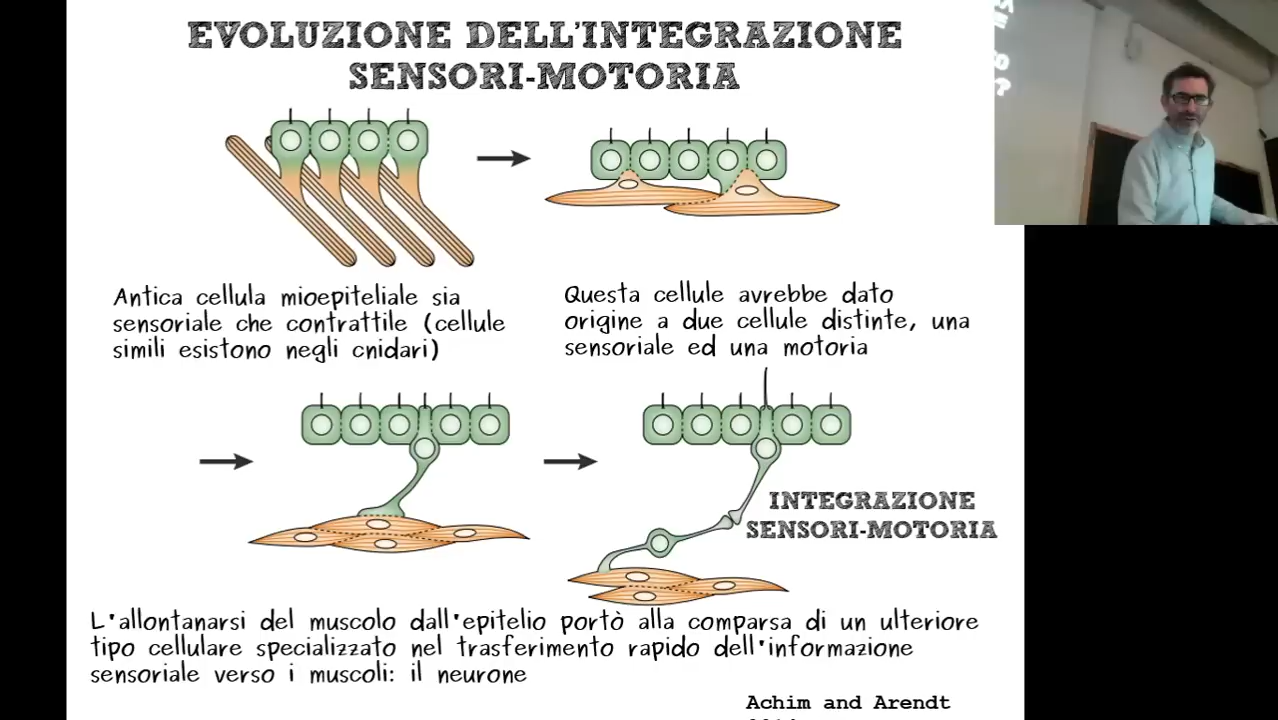 EVOLUZIONE DELL'INTEGRAZIONE
SENSORI-MOTORIA
Antica cellula mioepiteliale sia
sensoriale che contrattile (cellule
simili esistono negli cnidari)
Questa cellule avrebbe dato
origine a due cellule distinte, una
sensoriale ed una motoria
INTEGRAZIONE
SENSORI-MOTORIA
L'allontanarsi del muscolo dall'epitelio portò alla comparsa di un ulteriore
tipo cellulare specializzato nel trasferimento rapido dell'informazione
sensoriale verso i muscoli: il neurone
Achim and Arendt